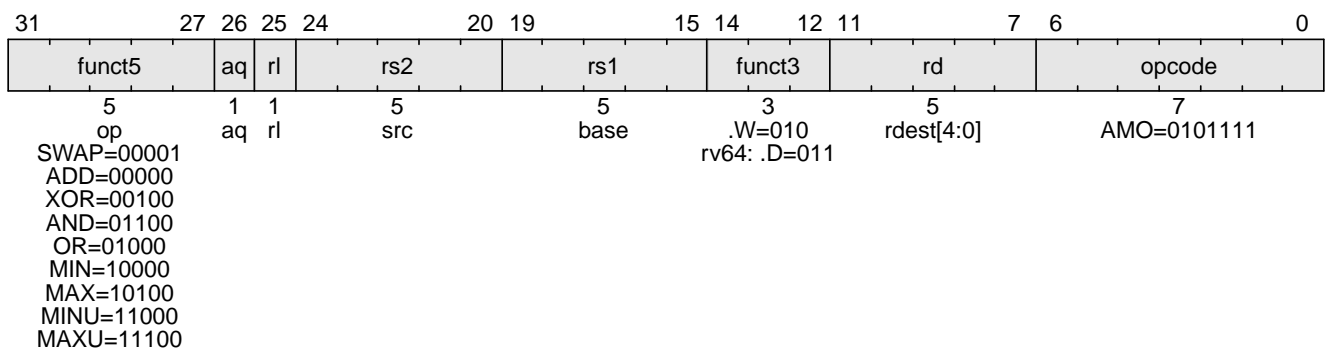 31 27 26 25 24 20 19 15 14 12 11 7 6 0
funct5 aq rl rs2 rs1 funct3 rd opcode
5 1 1 5 5 3 5 7
op aq rl src base .W=010 rdest[4:0] AMO=0101111
SWAP=00001 rv64: .D=011
ADD=00000
XOR=00100
AND=01100
OR=01000
MIN=10000
MAX=10100
MINU=11000
MAXU=11100